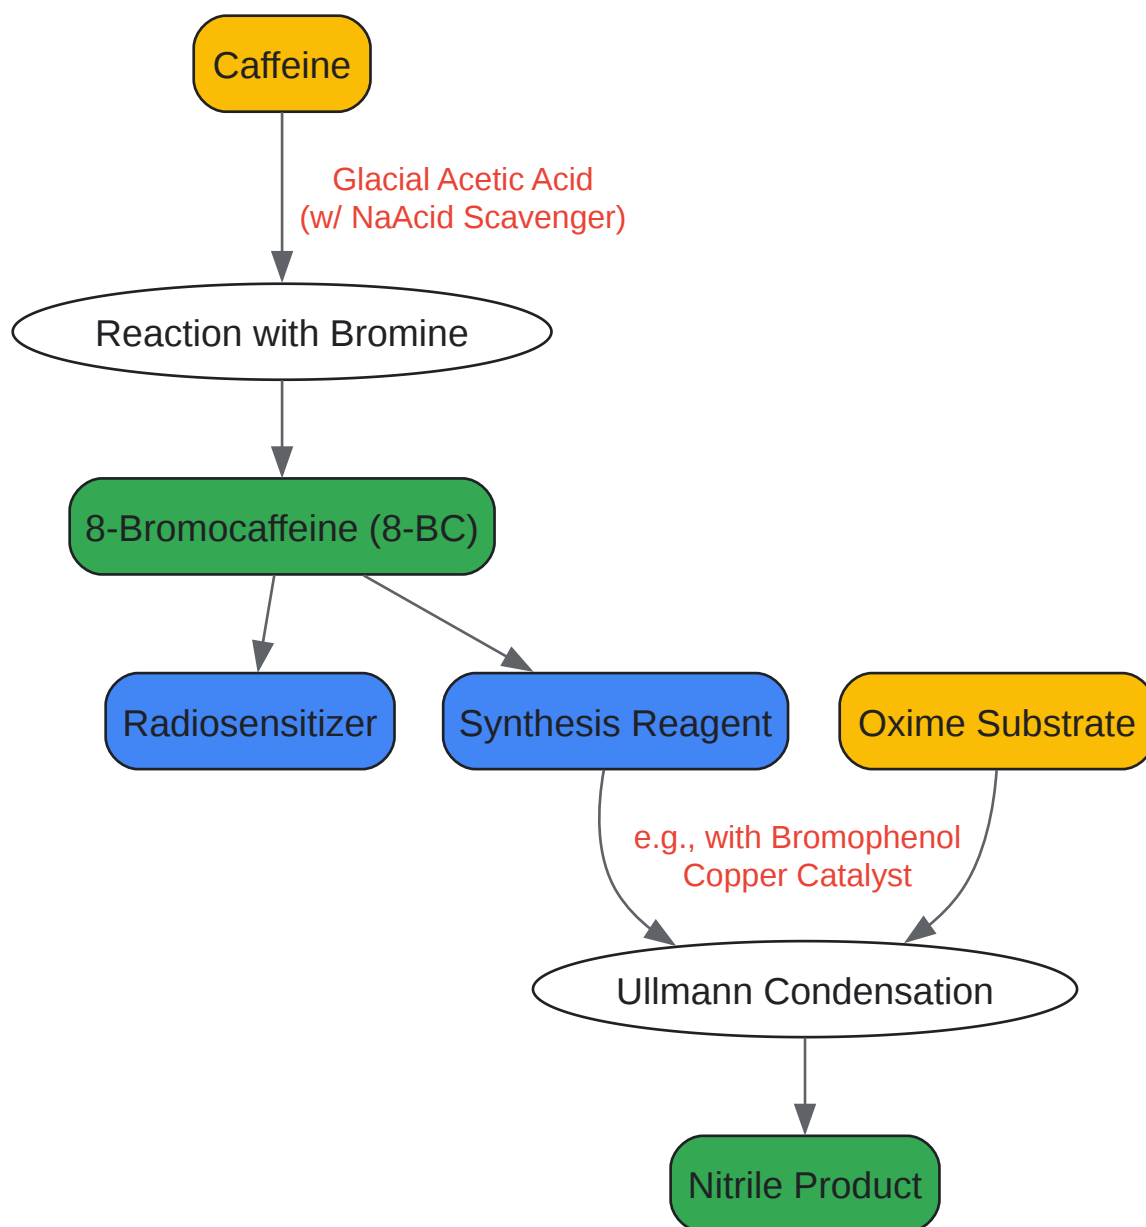 Caffeine
Glacial Acetic Acid
(w/ NaAcid Scavenger)
Reaction with Bromine
8-Bromocaffeine (8-BC)
Radiosensitizer
Synthesis Reagent
Oxime Substrate
e.g., with Bromophenol
Copper Catalyst
Ullmann Condensation
Nitrile Product